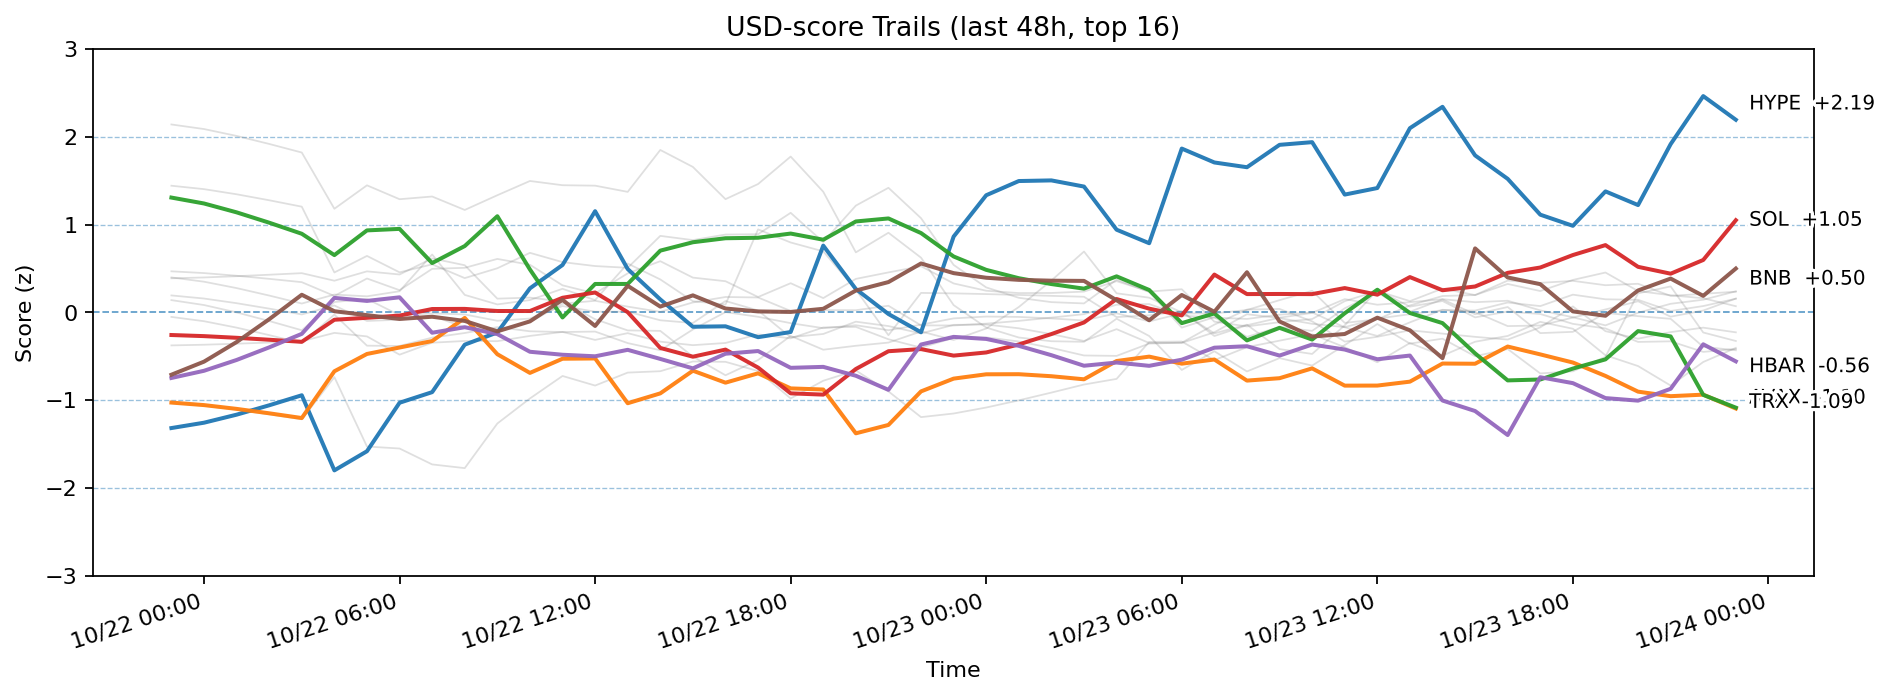 USD-score Trails (last 48h, top 16)
Score (z)
3
2
1
0
−1
−2
−3
HYPE +2.19
SOL +1.05
BNB +0.50
HBAR -0.56
TRX -1.09
10/22 00:00
10/22 06:00
10/22 12:00
10/22 18:00
10/23 00:00
10/23 06:00
10/23 12:00
10/23 18:00
10/24 00:00
Time